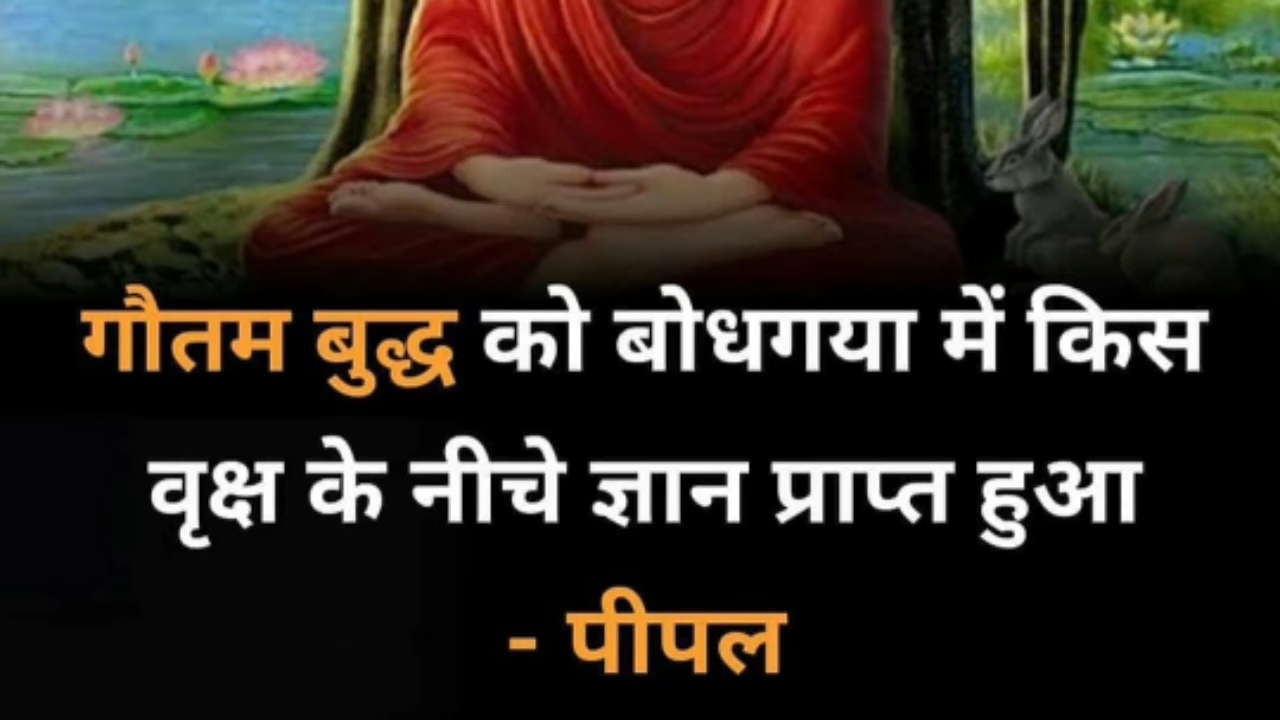 गौतम बुद्ध को बोधगया में किस
वृक्ष के नीचे ज्ञान प्राप्त हुआ
- पीपल